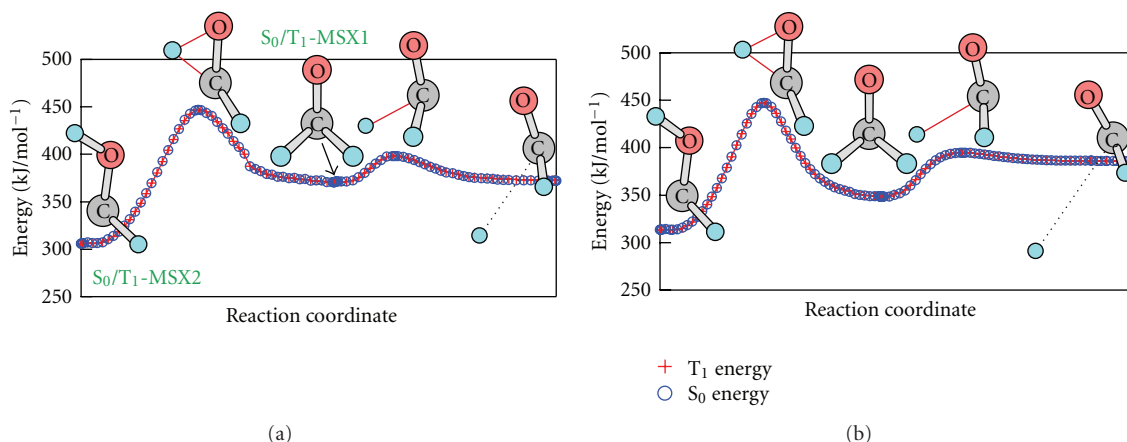 S0/T1-MSX1
500
450
400
350
300
250
Energy (kJ/mol−1)
O
C
O
C
O
C
O
C
O
C
S0/T1-MSX2
Reaction coordinate
(a)
500
450
400
350
300
250
Energy (kJ/mol−1)
O
C
O
C
O
C
O
C
O
C
Reaction coordinate
T1 energy
S0 energy
(b)